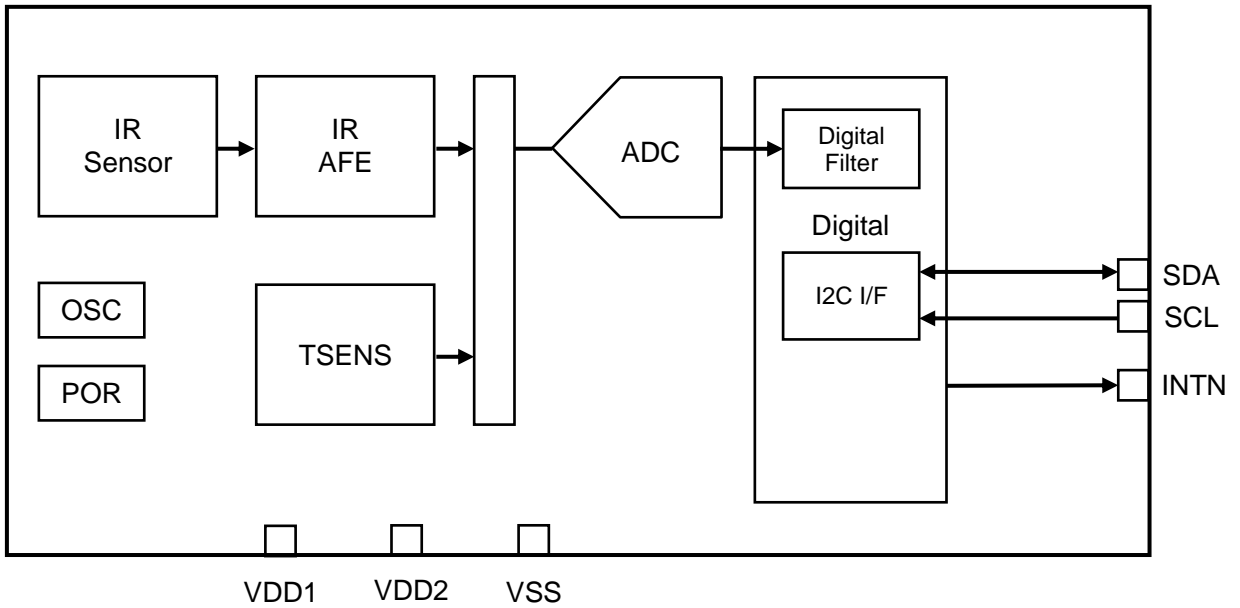 IR
Sensor
IR
AFE
ADC
Digital
Filter
Digital
I2C I/F
OSC
POR
TSENS
SDA
SCL
INTN
VDD1
VDD2
VSS